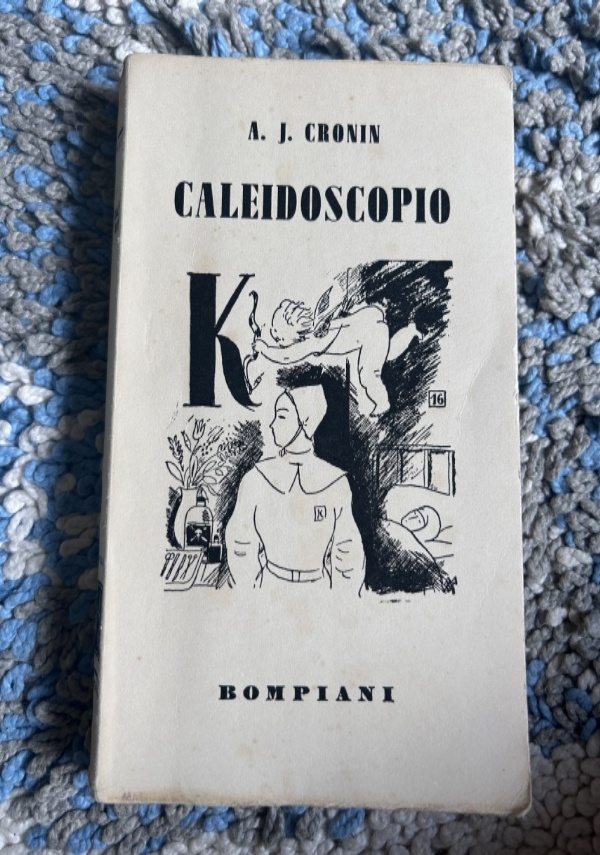 A. J. CRONIN
CALEIDOSCOPIO
K
16
K
BOMPIANI